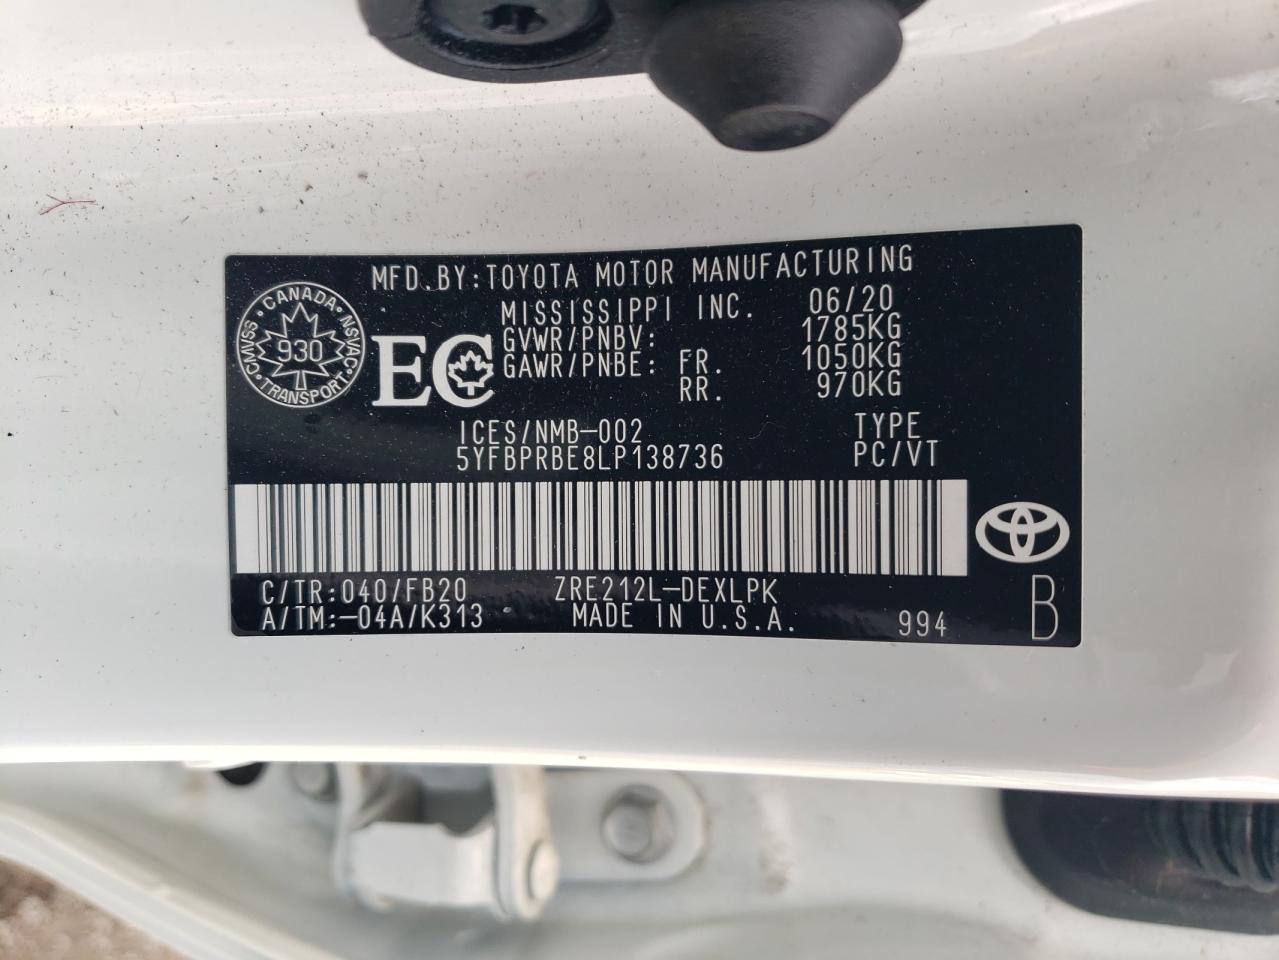 MFD.BY:TOYOTA MOTOR MANUFACTURING
MISSISSIPPI INC. 06/20
GVWR/PNBV: 1785KG
GAWR/PNBE: FR. 1050KG
RR. 970KG
CANADA
CMVSS 930 NSVAC
TRANSPORT
EC
ICES/NMB-002 TYPE
5YFBPRBE8LP138736 PC/VT
C/TR:040/FB20 ZRE212L-DEXLPK
A/TM:-04A/K313 MADE IN U.S.A. 994 B